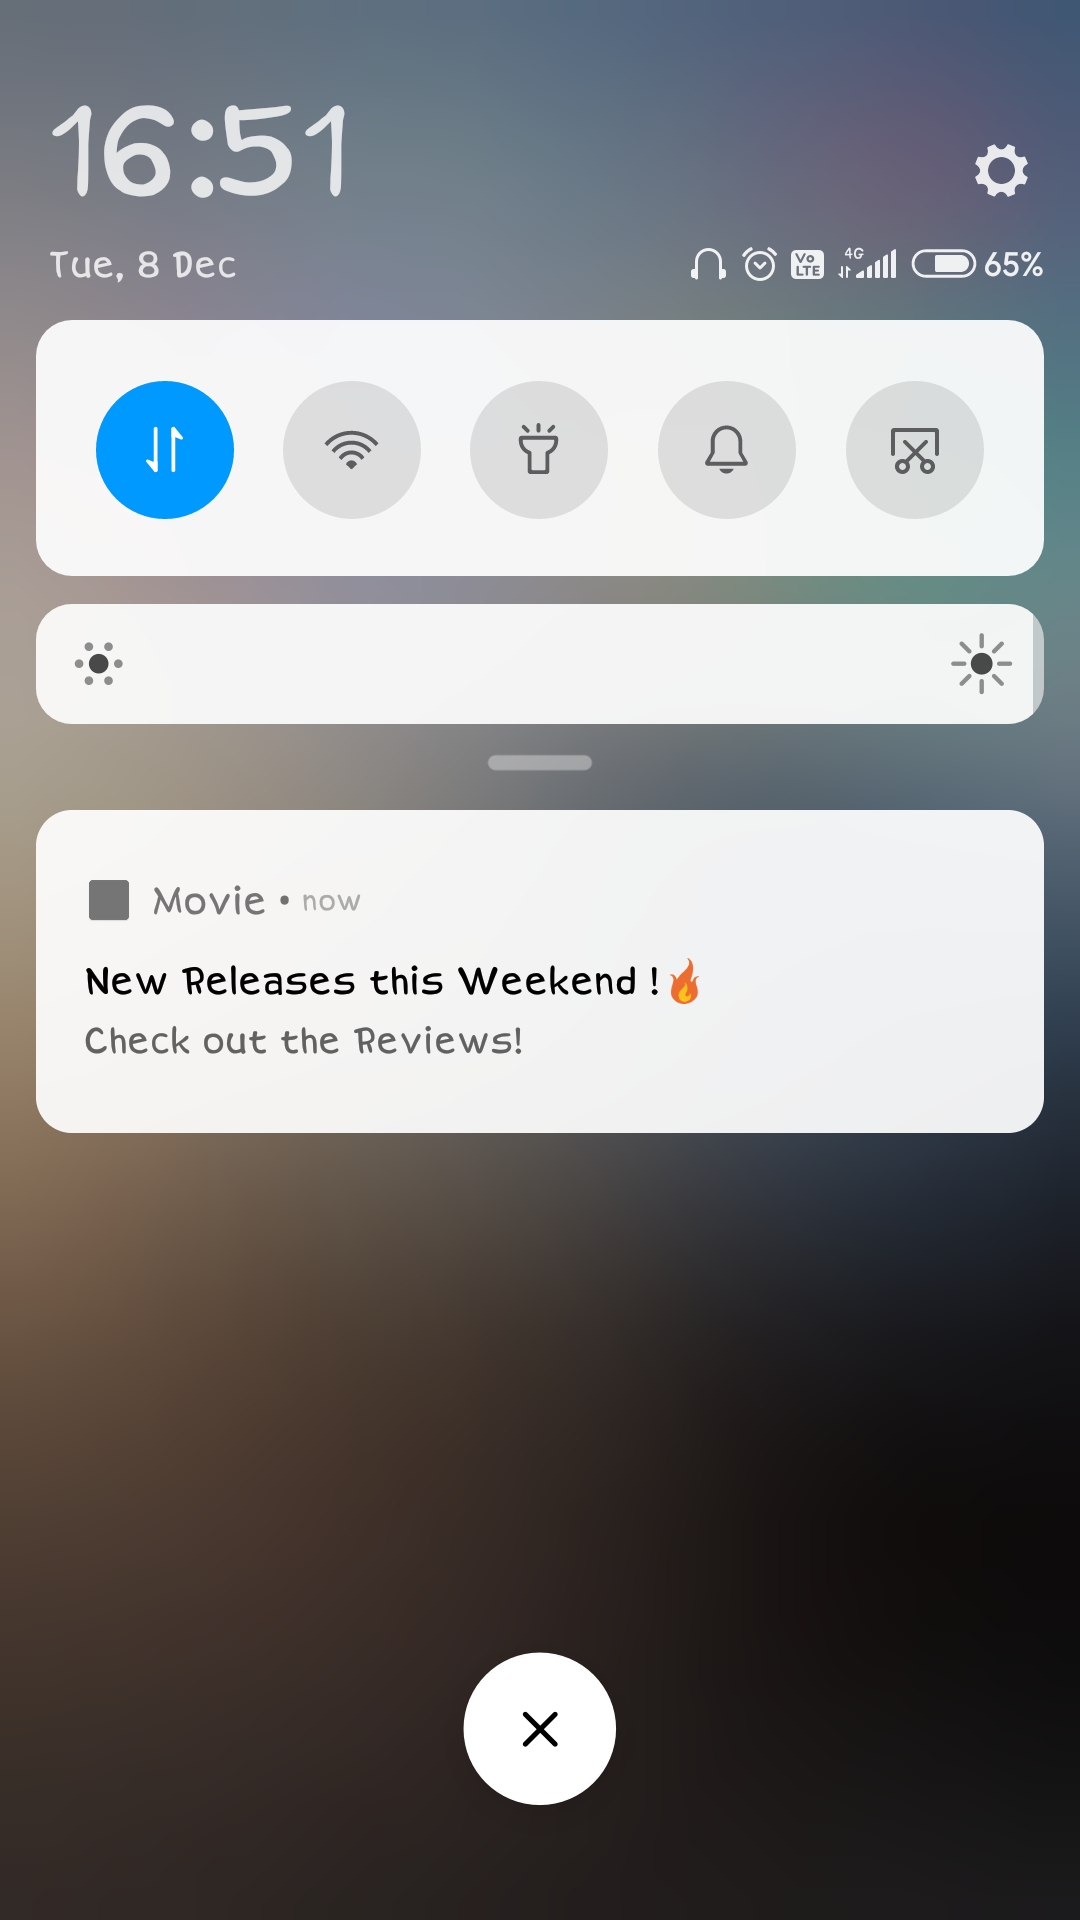 16:51
Tue, 8 Dec
Vo LTE
4G
65%
Movie • now
New Releases this Weekend !🔥
Check out the Reviews!